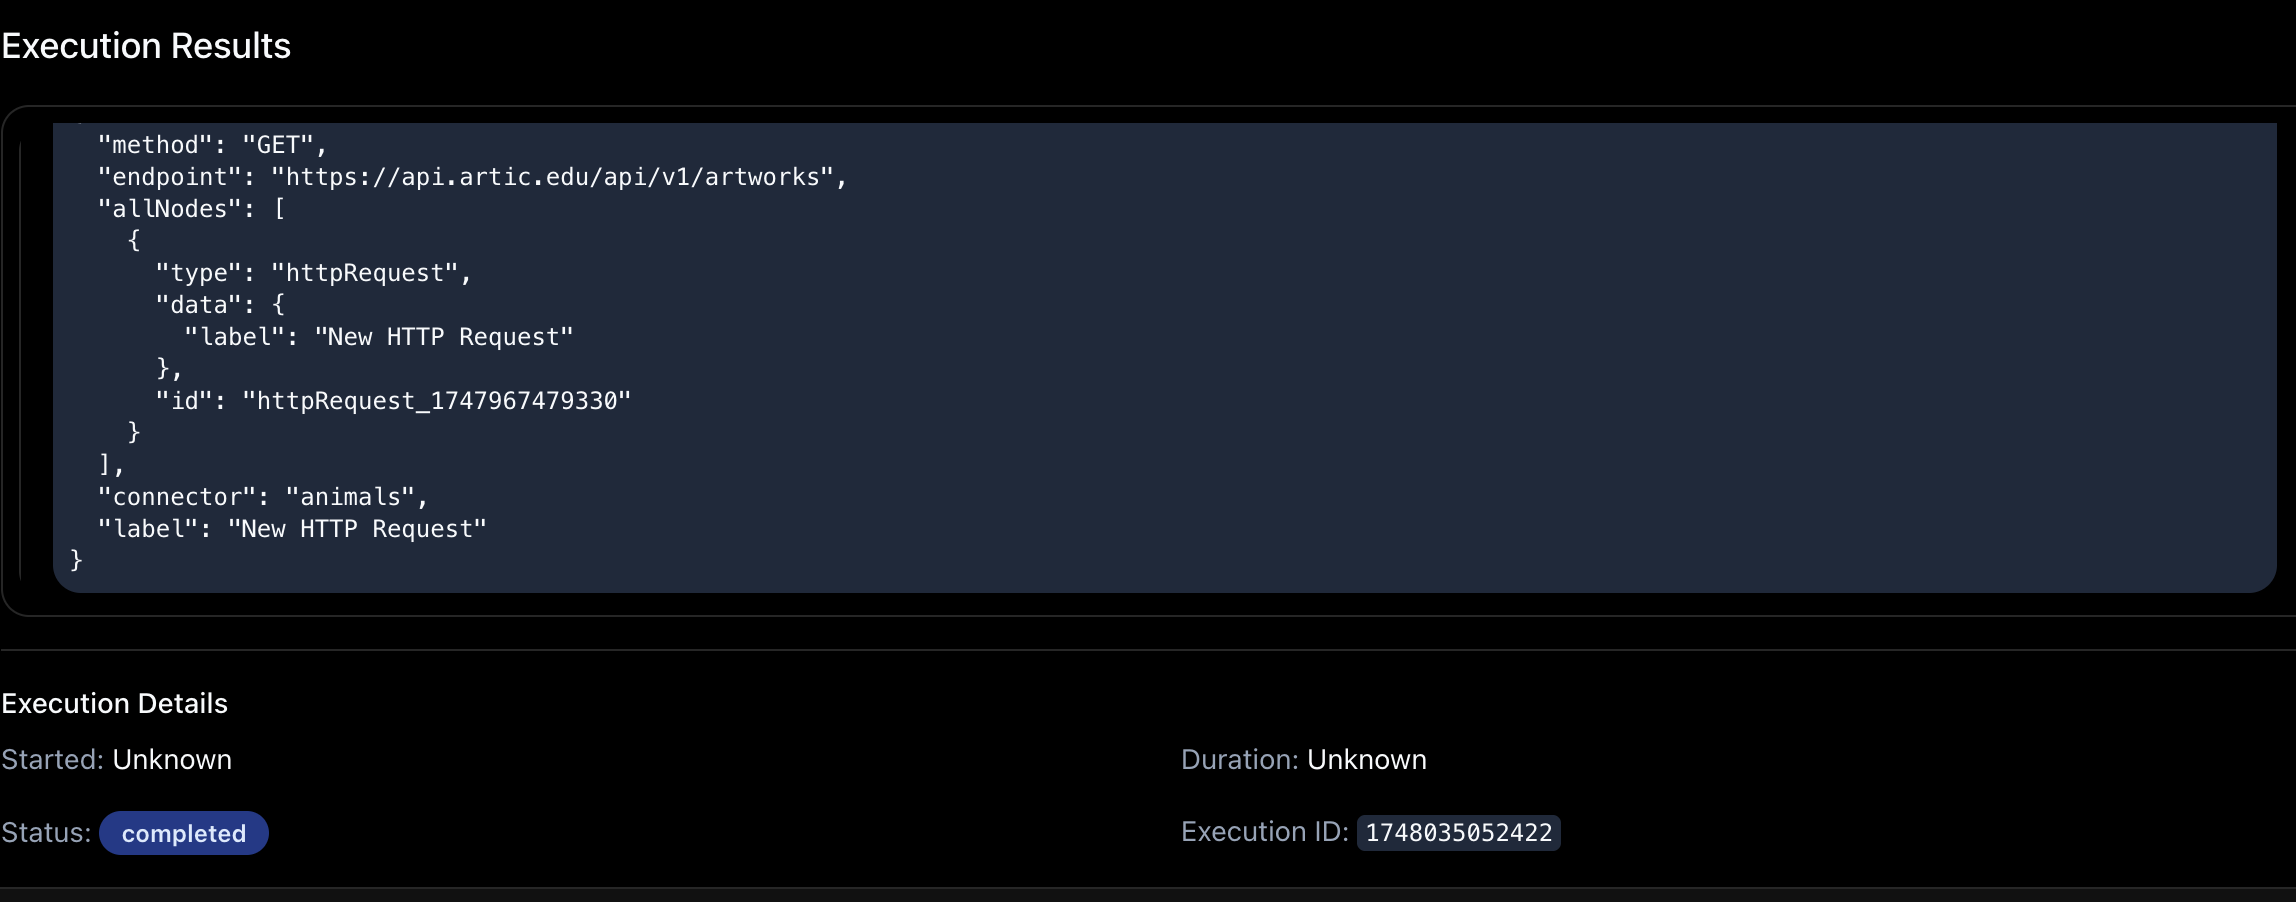 Execution Results
"method": "GET",
"endpoint": "https://api.artic.edu/api/v1/artworks",
"allNodes": [
{
"type": "httpRequest",
"data": {
"label": "New HTTP Request"
},
"id": "httpRequest_1747967479330"
}
],
"connector": "animals",
"label": "New HTTP Request"
}
Execution Details
Started: Unknown
Duration: Unknown
Status: completed
Execution ID: 1748035052422